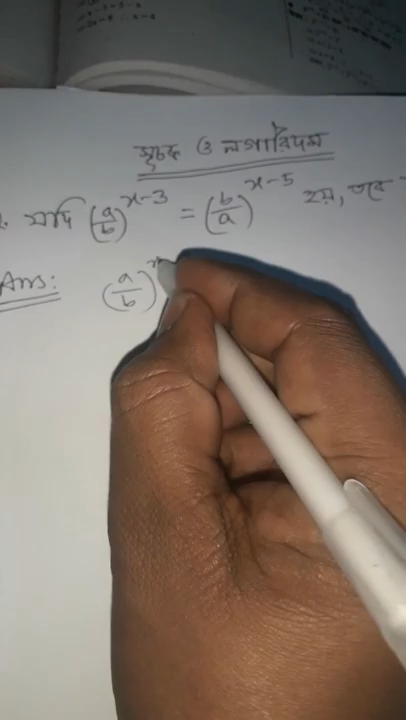 সূচক ও লগারিদম
যদি (a/b)^x-3 = (b/a)^x-5 হয়, তবে
Ans: (a/b)^x